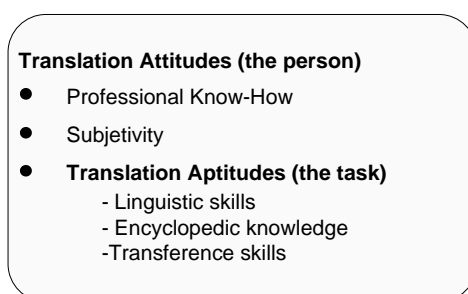 Translation Attitudes (the person)
● Professional Know-How
● Subjetivity
● Translation Aptitudes (the task)
- Linguistic skills
- Encyclopedic knowledge
-Transference skills